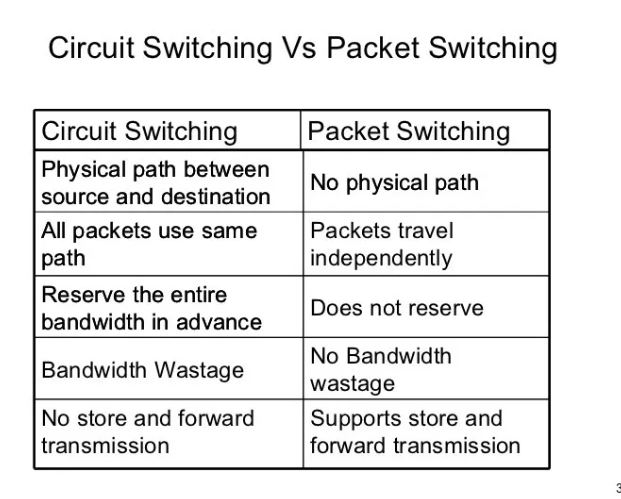 Circuit Switching Vs Packet Switching
Circuit Switching
Packet Switching
Physical path between
source and destination
No physical path
All packets use same
path
Packets travel
independently
Reserve the entire
bandwidth in advance
Does not reserve
Bandwidth Wastage
No Bandwidth
wastage
No store and forward
transmission
Supports store and
forward transmission
3